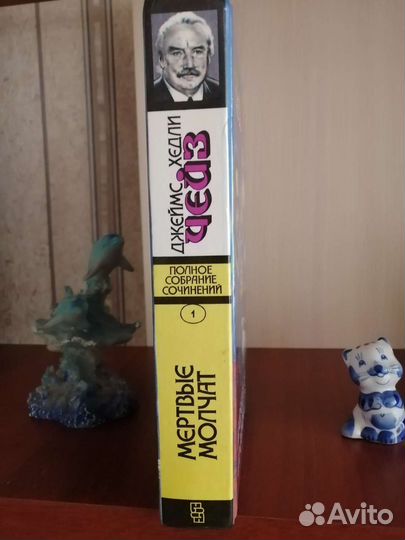 ДЖЕЙМС ХЕДЛИ
ЧЕЙЗ
ПОЛНОЕ
СОБРАНИЕ
СОЧИНЕНИЙ
1
МЕРТВЫЕ
МОЛЧАТ
Avito